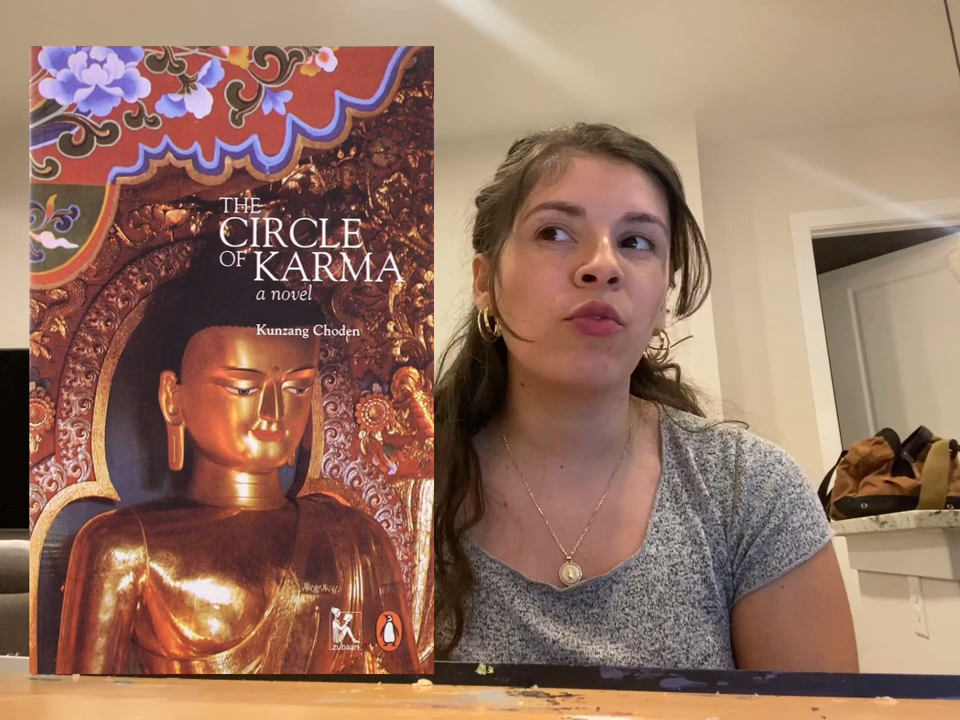 THE
CIRCLE
OF KARMA
a novel
Kunzang Choden
zubaan